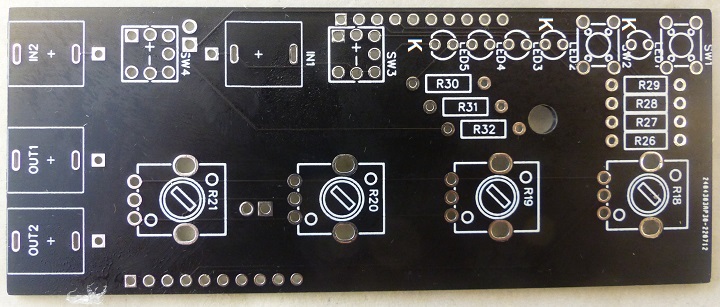 IN2
SW4
IN1
SW3
K
LED5
LED4
LED3
K
LED2
SW2
K
LED1
SW1
R30
R31
R32
R29
R28
R27
R26
OUT1
OUT2
R21
R20
R19
R18